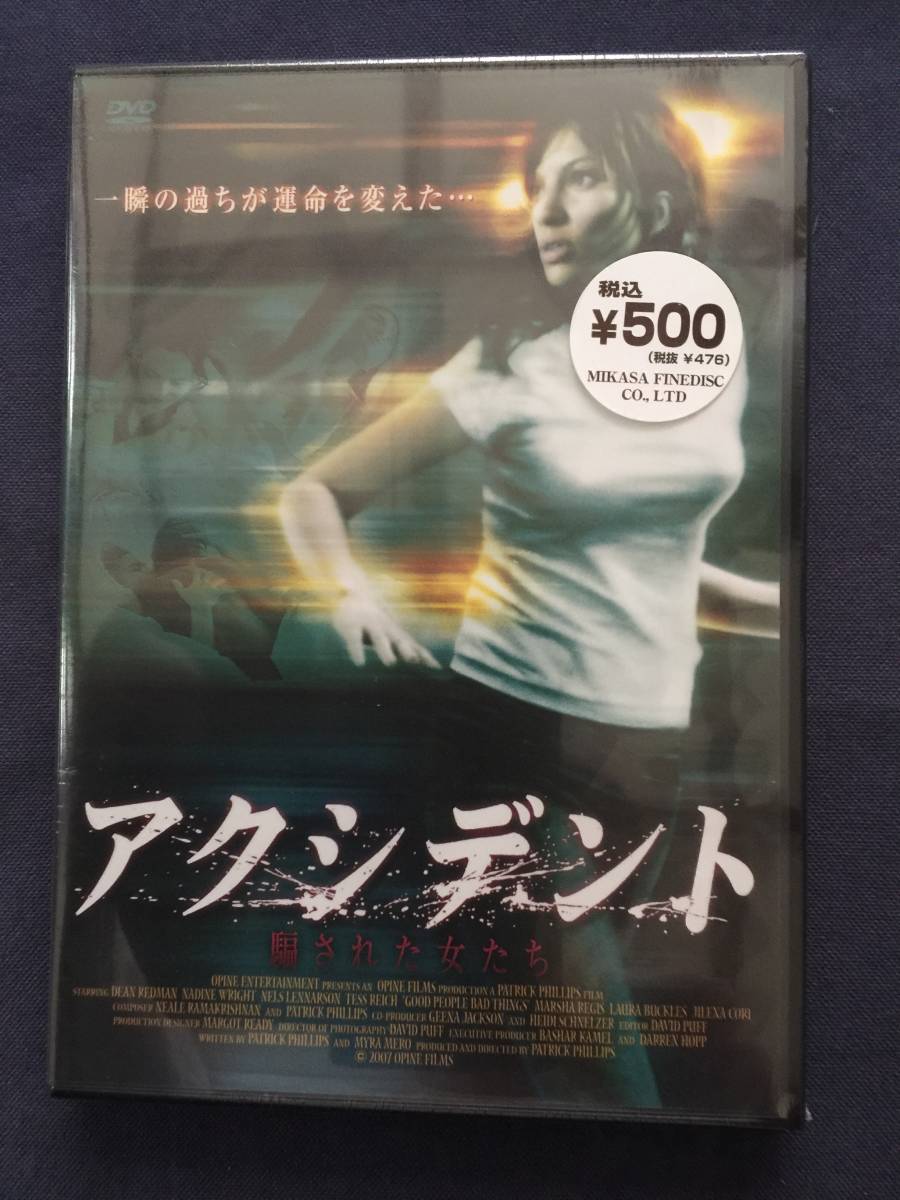 DVD
一瞬の過ちが運命を変えた…
税込
¥500
(税抜 ¥476)
MIKASA FINEDISC
CO., LTD
アクシデント
騙された女たち
OPINE ENTERTAINMENT PRESENTS AN OPINE FILMS PRODUCTION A PATRICK PHILLIPS FILM
STARRING DEAN REDMAN NADINE WRIGHT NELS LENNARSON TESS REICH "GOOD PEOPLE BAD THINGS" MARSHA REGIS LAURA BUCKLES JILENA CORI
COMPOSER NEALE RAMAKRISHNAN AND PATRICK PHILLIPS CO-PRODUCER GEENA JACKSON AND HEIDI SCHNELZER EDITOR DAVID PUFF
PRODUCTION DESIGNER MARGOT READY DIRECTOR OF PHOTOGRAPHY DAVID PUFF EXECUTIVE PRODUCER BASHAR KAMEL AND DARREN HOPP
WRITTEN BY PATRICK PHILLIPS AND MYRA MERO PRODUCED AND DIRECTED BY PATRICK PHILLIPS
© 2007 OPINE FILMS